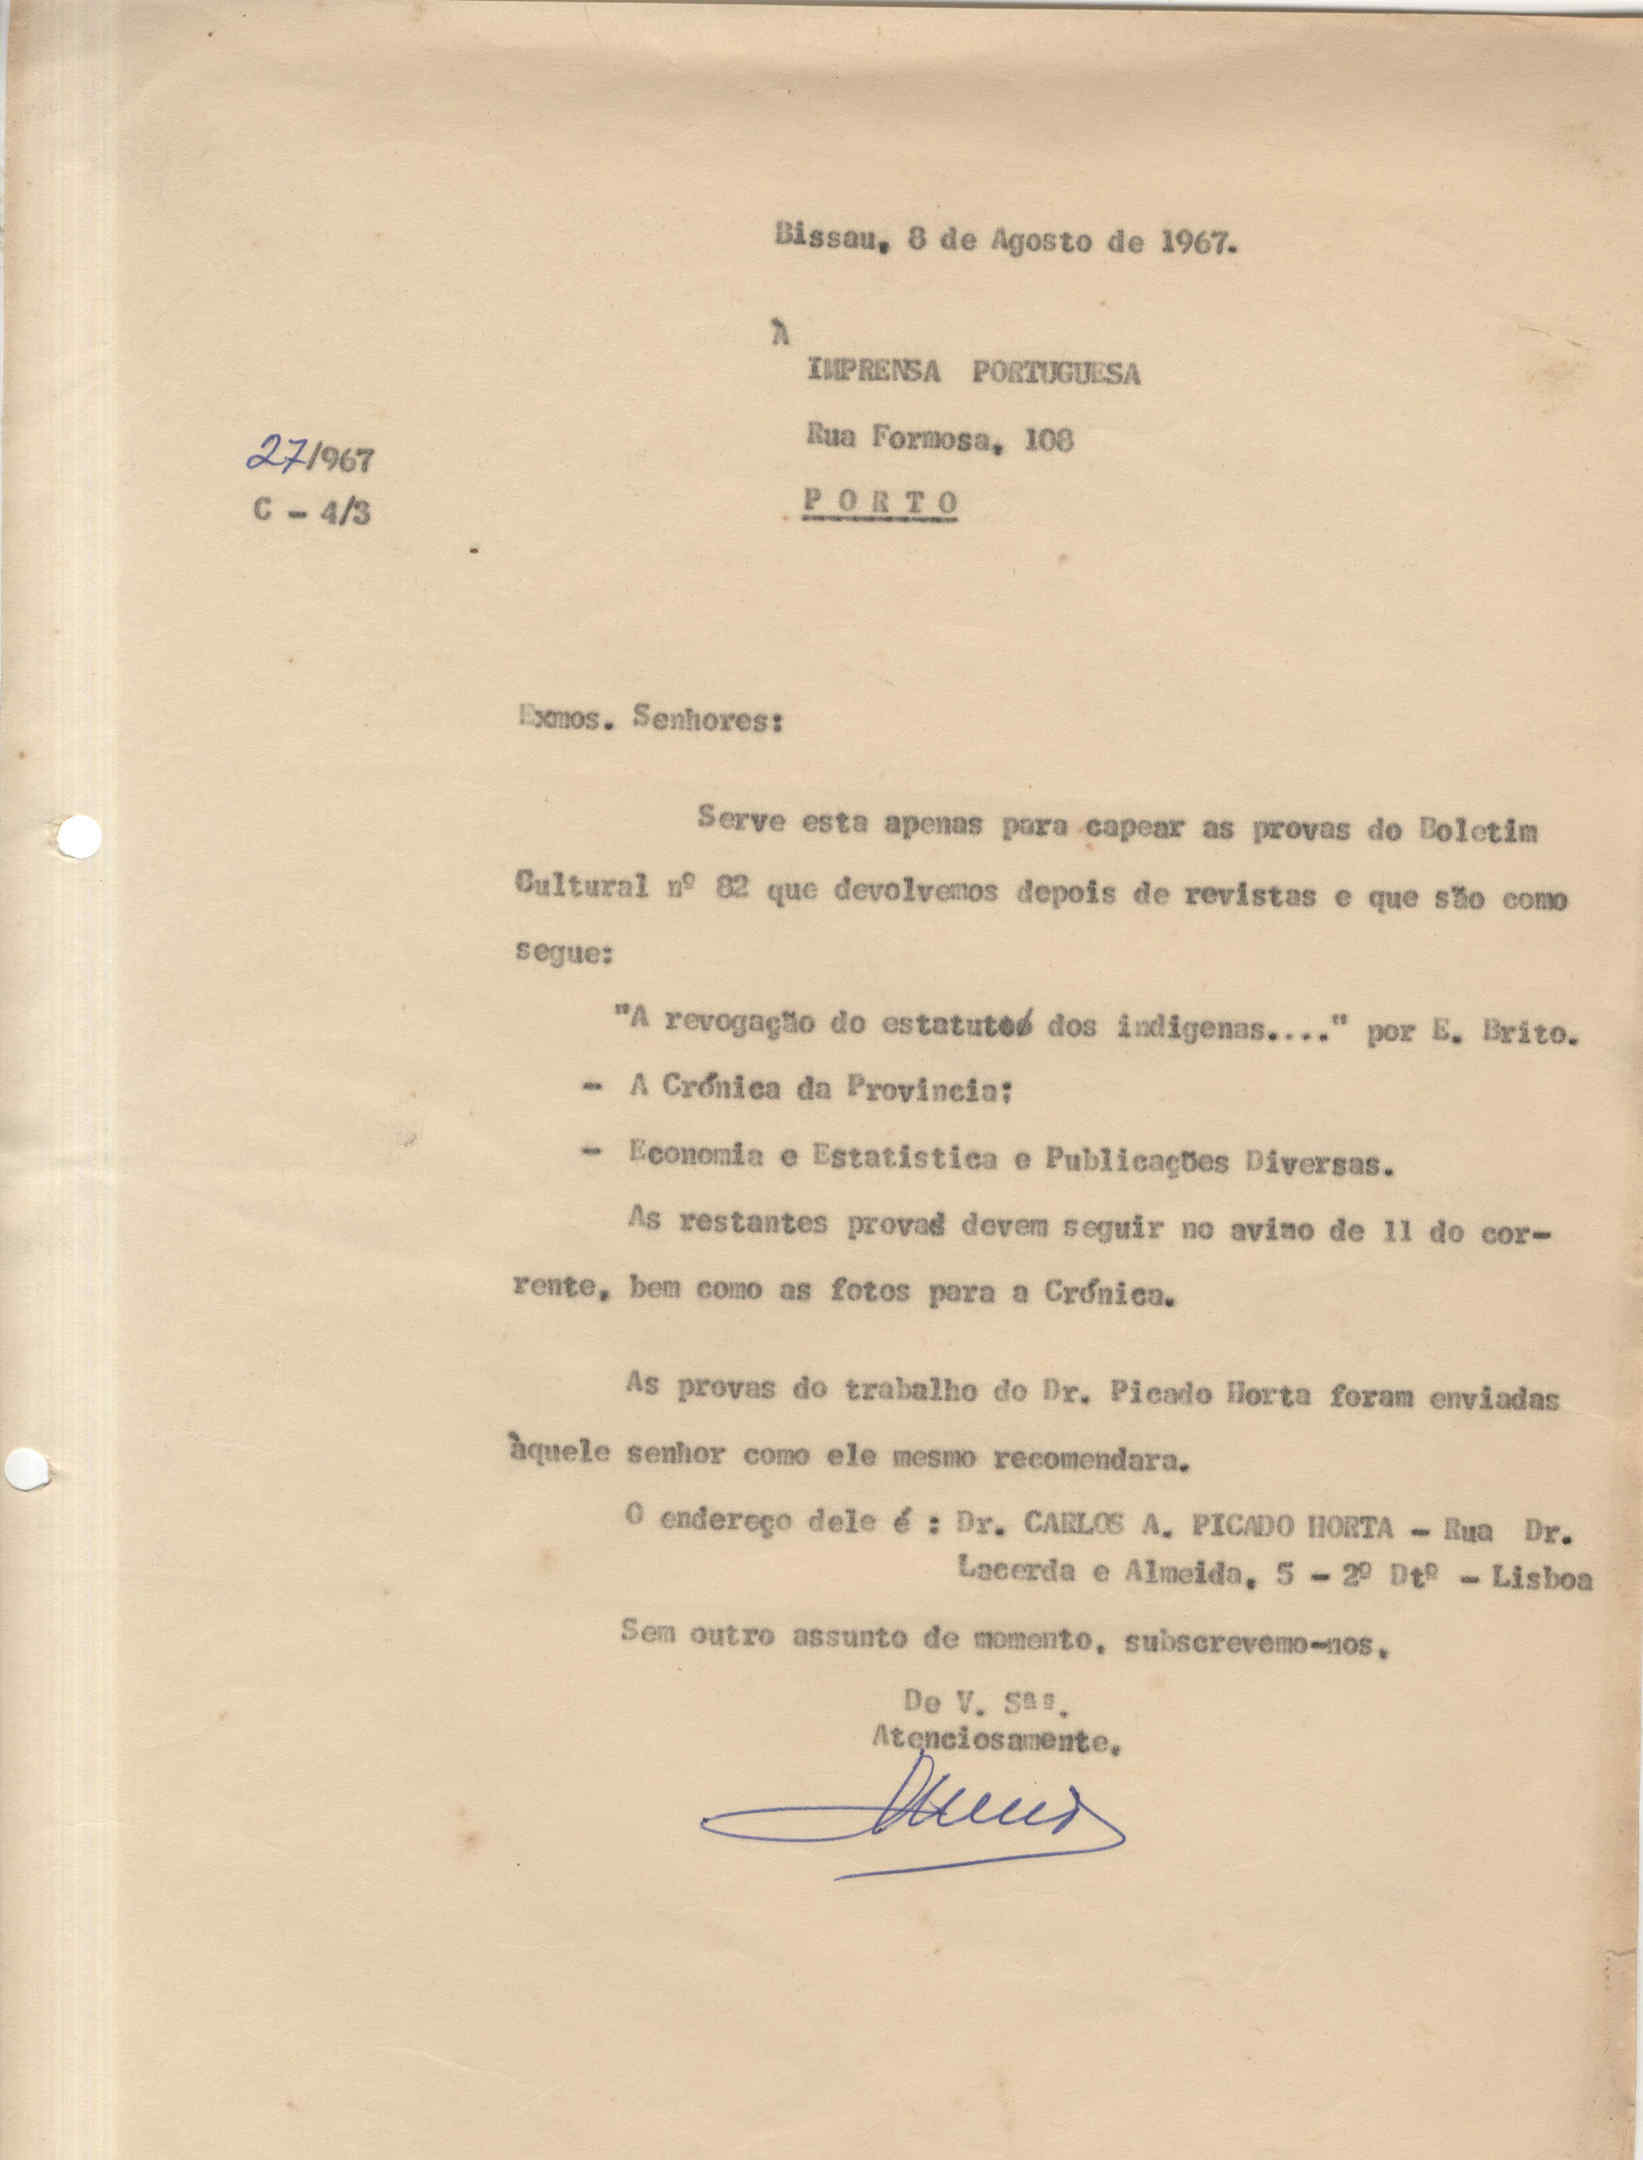 Bissau, 8 de Agosto de 1967.
À
IMPRENSA PORTUGUESA
Rua Formosa, 108
27/967
C - 4/3
PORTO
Exmos. Senhores:
Serve esta apenas para capear as provas do Boletim
Cultural nº 82 que devolvemos depois de revistas e que são como
segue:
"A revogação do estatuto dos indigenas...." por E. Brito.
- A Crónica da Provincia;
- Economia e Estatistica e Publicações Diversas.
As restantes provas devem seguir no avião de 11 do cor-
rente, bem como as fotos para a Crónica.
As provas do trabalho do Dr. Picado Horta foram enviadas
àquele senhor como ele mesmo recomendara.
O endereço dele é : Dr. CARLOS A. PICADO HORTA - Rua Dr.
Lacerda e Almeida, 5 - 2º Dtº - Lisboa
Sem outro assunto de momento, subscrevemo-nos,
De V. Sªs.
Atenciosamente,